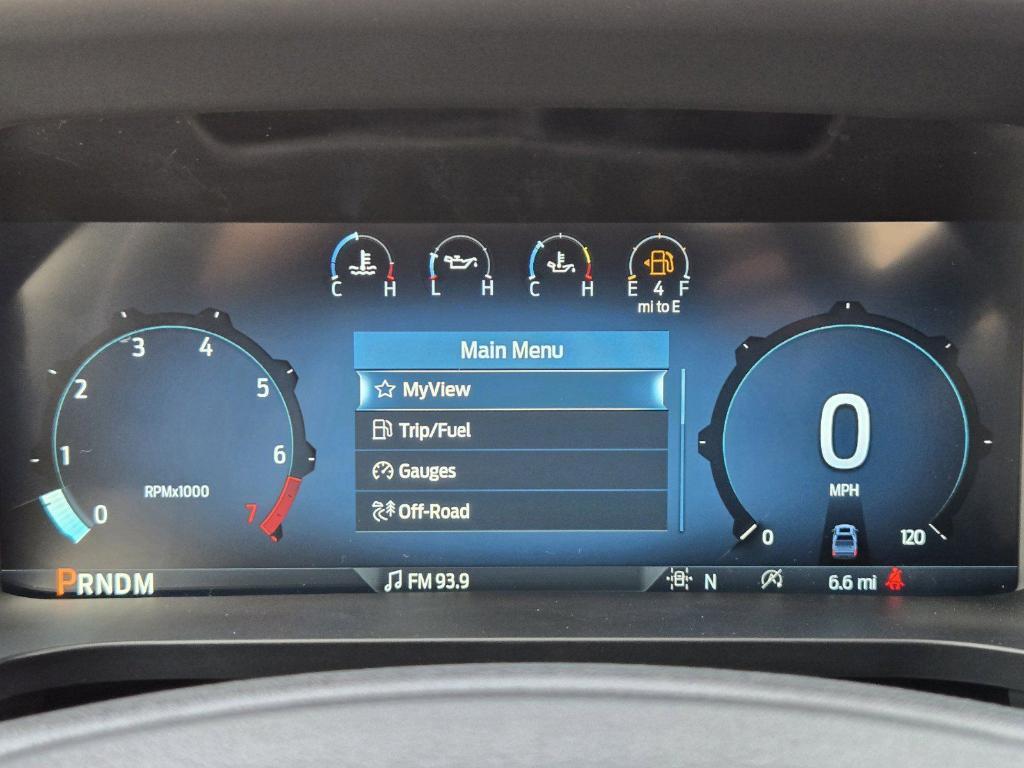 C H
L H
C H
E 4 F
mi to E
Main Menu
MyView
Trip/Fuel
Gauges
Off-Road
0 1 2 3 4 5 6 7
RPMx1000
0
MPH
0 120
PRNDM
FM 93.9
N
6.6 mi